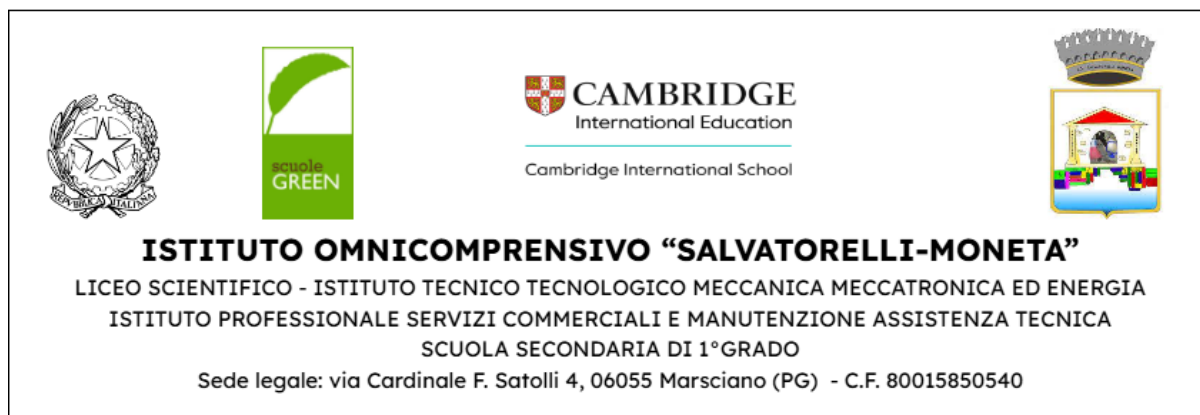 REPVBBLICA ITALIANA
scuole
GREEN
CAMBRIDGE
International Education
Cambridge International School
ISTITUTO OMNICOMPRENSIVO “SALVATORELLI-MONETA”
LICEO SCIENTIFICO - ISTITUTO TECNICO TECNOLOGICO MECCANICA MECCATRONICA ED ENERGIA
ISTITUTO PROFESSIONALE SERVIZI COMMERCIALI E MANUTENZIONE ASSISTENZA TECNICA
SCUOLA SECONDARIA DI 1°GRADO
Sede legale: via Cardinale F. Satolli 4, 06055 Marsciano (PG) - C.F. 80015850540